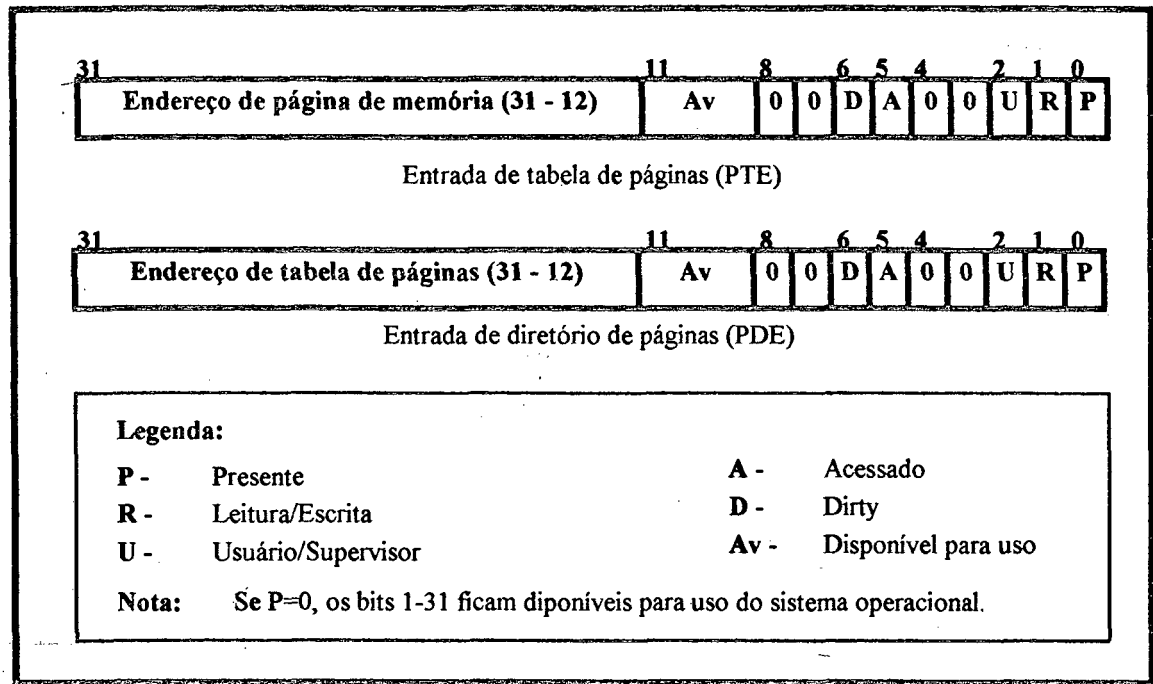 31 11 8 6 5 4 2 1 0
Endereço de página de memória (31 - 12) Av 0 0 D A 0 0 U R P
Entrada de tabela de páginas (PTE)
31 11 8 6 5 4 2 1 0
Endereço de tabela de páginas (31 - 12) Av 0 0 D A 0 0 U R P
Entrada de diretório de páginas (PDE)
Legenda:
P - Presente A - Acessado
R - Leitura/Escrita D - Dirty
U - Usuário/Supervisor Av - Disponível para uso
Nota: Se P=0, os bits 1-31 ficam diponíveis para uso do sistema operacional.